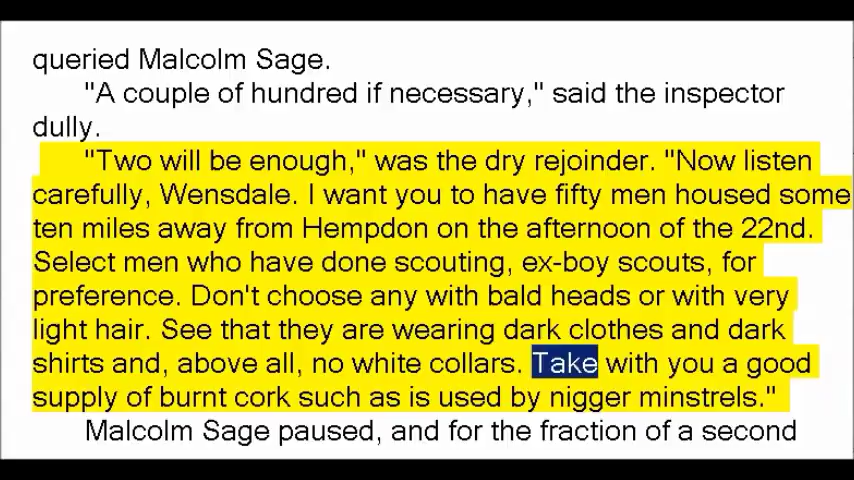 queried Malcolm Sage.
"A couple of hundred if necessary," said the inspector
dully.
"Two will be enough," was the dry rejoinder. "Now listen
carefully, Wensdale. I want you to have fifty men housed some
ten miles away from Hempdon on the afternoon of the 22nd.
Select men who have done scouting, ex-boy scouts, for
preference. Don't choose any with bald heads or with very
light hair. See that they are wearing dark clothes and dark
shirts and, above all, no white collars. Take with you a good
supply of burnt cork such as is used by nigger minstrels."
Malcolm Sage paused, and for the fraction of a second